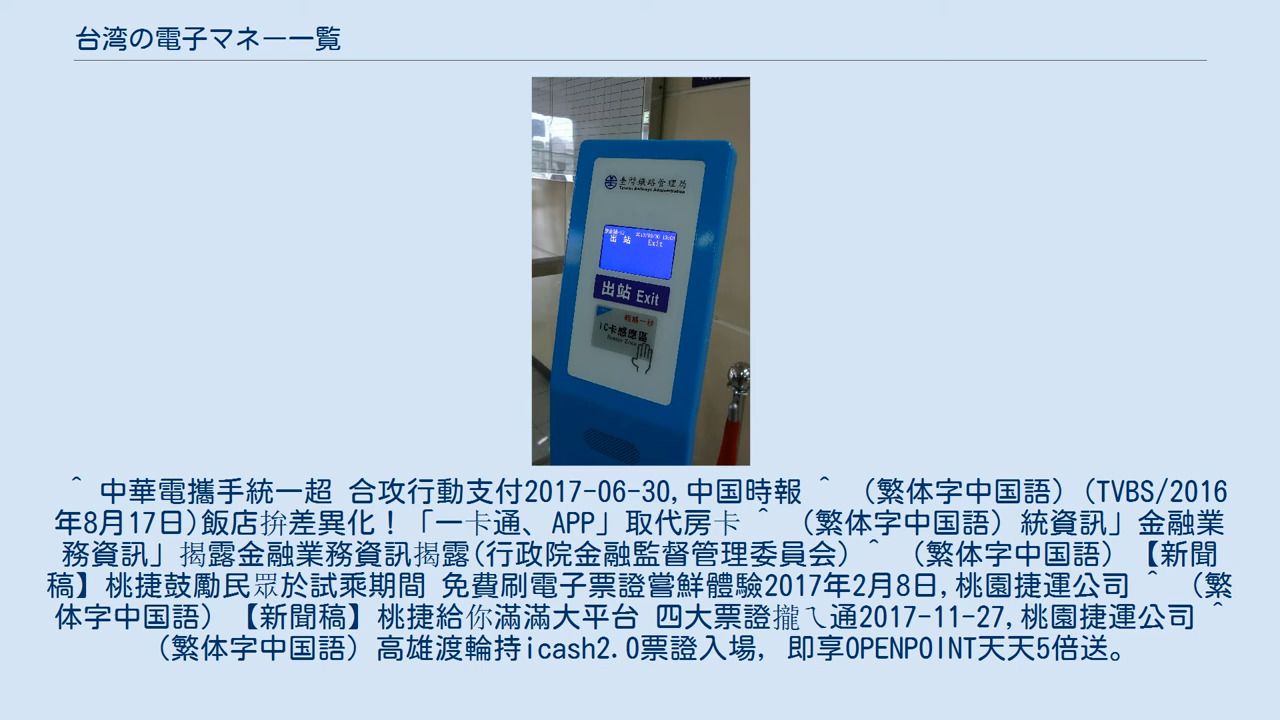 台湾の電子マネー一覧
臺灣鐵路管理局
Taiwan Railways Administration
出 站 Exit
出站 Exit
iC卡感應區
^ 中華電攜手統一超 合攻行動支付2017-06-30,中国時報 ^ （繁体字中国語）(TVBS/2016
年8月17日)飯店拚差異化！「一卡通、APP」取代房卡 ^ （繁体字中国語）統資訊」金融業
務資訊」揭露金融業務資訊揭露(行政院金融監督管理委員会) ^ （繁体字中国語）【新聞
稿】桃捷鼓勵民眾於試乘期間 免費刷電子票證嘗鮮體驗2017年2月8日,桃園捷運公司 ^ （繁
体字中国語）【新聞稿】桃捷給你滿滿大平台 四大票證攏ㄟ通2017-11-27,桃園捷運公司 ^
（繁体字中国語）高雄渡輪持icash2.0票證入場, 即享OPENPOINT天天5倍送。